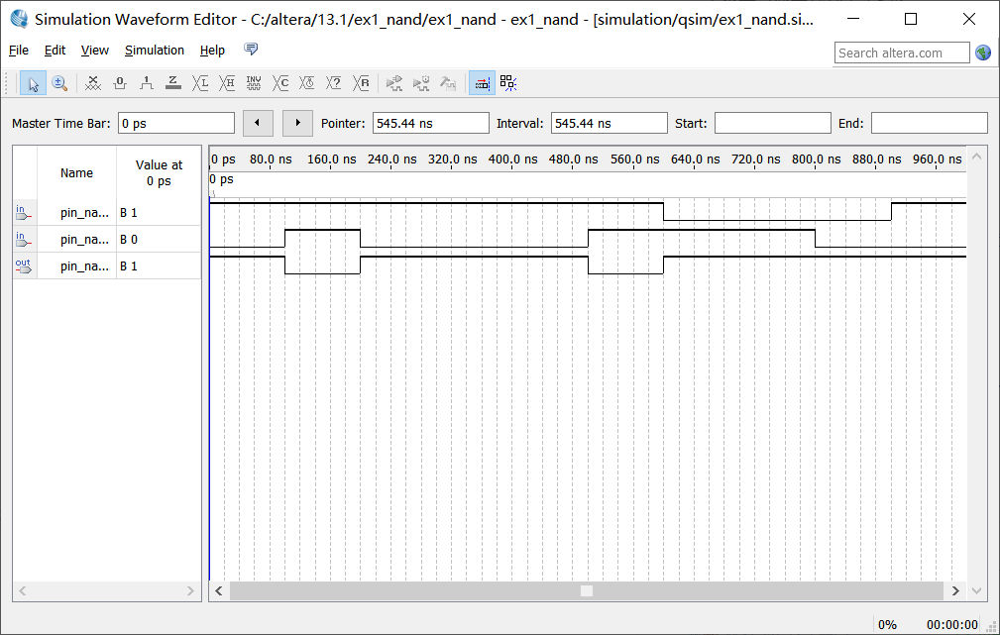 Simulation Waveform Editor - C:/altera/13.1/ex1_nand/ex1_nand - ex1_nand - [simulation/qsim/ex1_nand.si...
File Edit View Simulation Help
Search altera.com
Master Time Bar: 0 ps Pointer: 545.44 ns Interval: 545.44 ns Start: End:
Name Value at 0 ps
0 ps 80.0 ns 160.0 ns 240.0 ns 320.0 ns 400.0 ns 480.0 ns 560.0 ns 640.0 ns 720.0 ns 800.0 ns 880.0 ns 960.0 ns
0 ps
in pin_na... B 1
in pin_na... B 0
out pin_na... B 1
0% 00:00:00